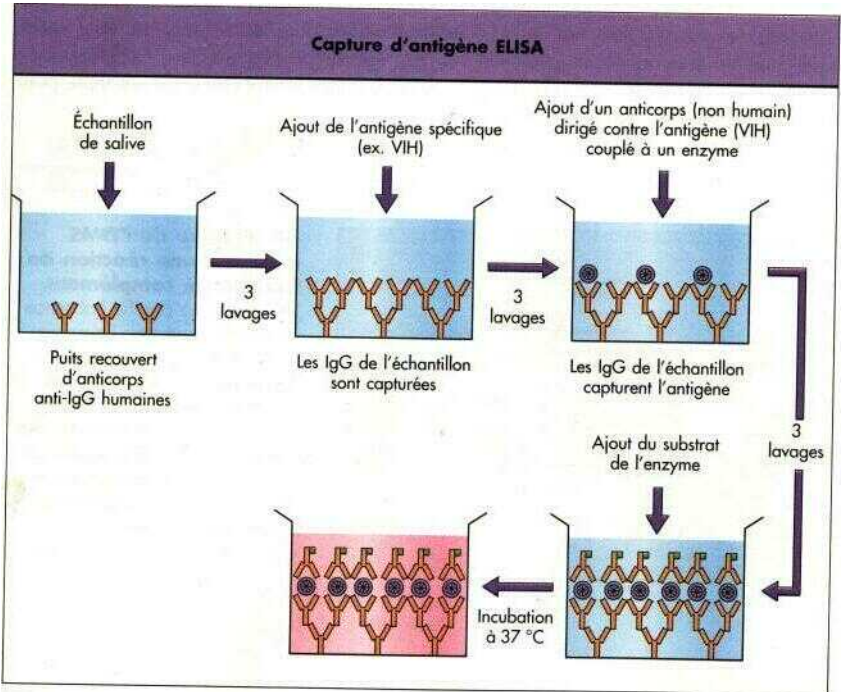 Capture d'antigène ELISA
Échantillon
de salive
Ajout de l'antigène spécifique
(ex. VIH)
Ajout d'un anticorps (non humain)
dirigé contre l'antigène (VIH)
couplé à un enzyme
3
lavages
3
lavages
Puits recouvert
d'anticorps
anti-IgG humaines
Les IgG de l'échantillon
sont capturées
Les IgG de l'échantillon
capturent l'antigène
3
lavages
Ajout du substrat
de l'enzyme
Incubation
à 37 °C